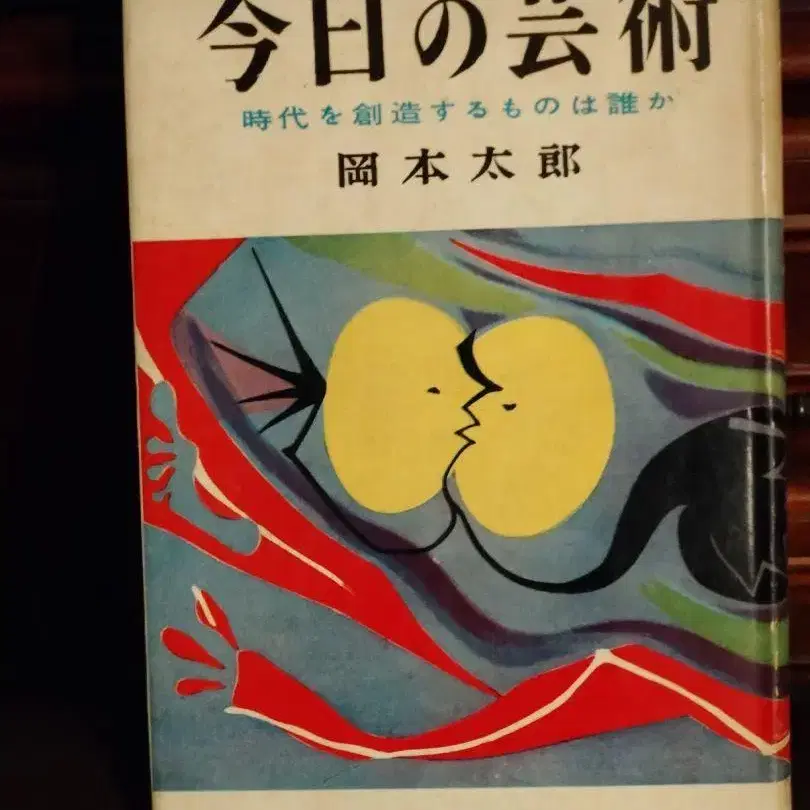 今日の芸術
時代を創造するものは誰か
岡本太郎